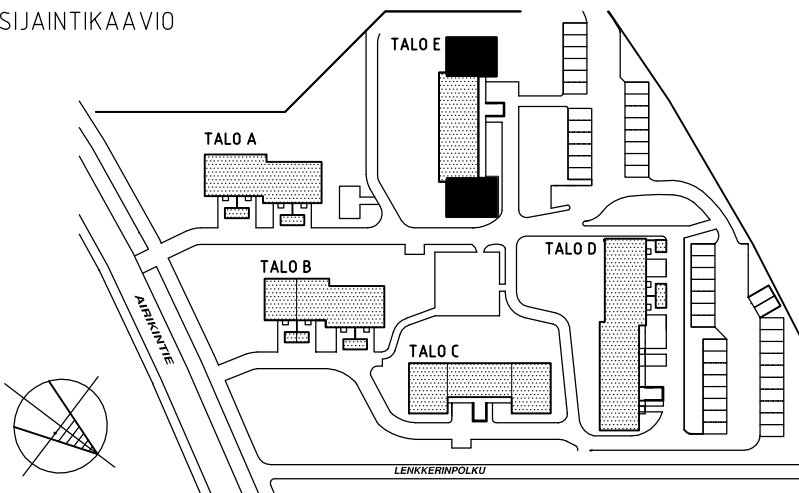 SIJAINTIKAAVIO
TALO E
TALO A
TALO D
TALO B
AIRIKINTIE
TALO C
LENKKERINPOLKU